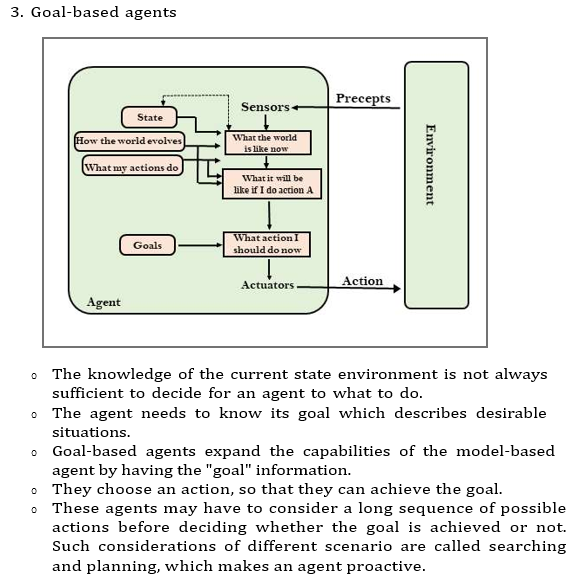 3. Goal-based agents
Precepts
Sensors
State
What the world
is like now
How the world evolves
What my actions do
What it will be
like if I do action A
Environment
Goals
What action I
should do now
Actuators
Action
Agent
o The knowledge of the current state environment is not always
sufficient to decide for an agent to what to do.
o The agent needs to know its goal which describes desirable
situations.
o Goal-based agents expand the capabilities of the model-based
agent by having the "goal" information.
o They choose an action, so that they can achieve the goal.
o These agents may have to consider a long sequence of possible
actions before deciding whether the goal is achieved or not.
Such considerations of different scenario are called searching
and planning, which makes an agent proactive.